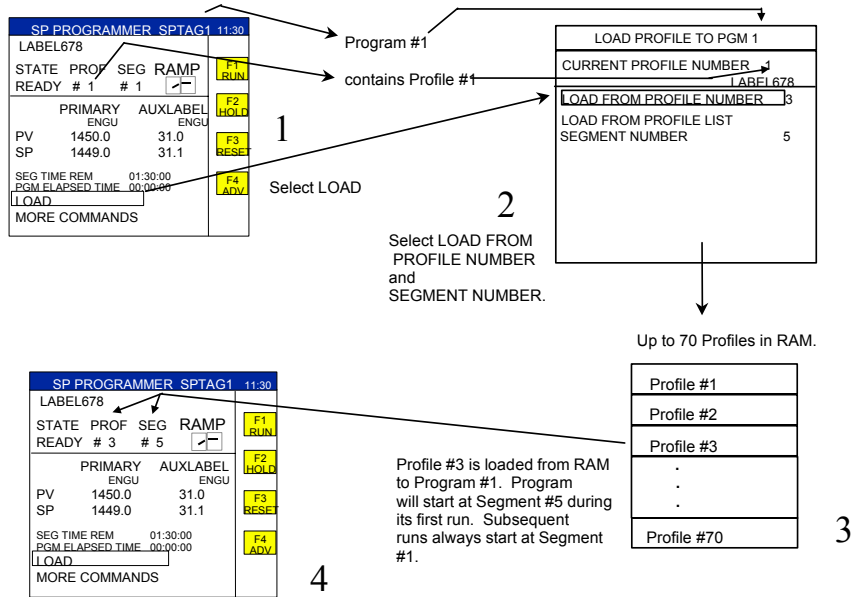 SP PROGRAMMER SPTAG1 11:30
LABEL678
STATE PROF SEG RAMP
READY # 1 # 1
PRIMARY AUXLABEL
ENGU ENGU
PV 1450.0 31.0
SP 1449.0 31.1
SEG TIME REM 01:30:00
PGM ELAPSED TIME 00:00:00
LOAD
MORE COMMANDS
F1
RUN
F2
HOLD
F3
RESET
F4
ADV
1
Program #1
contains Profile #1
Select LOAD
LOAD PROFILE TO PGM 1
CURRENT PROFILE NUMBER 1
LABEL678
LOAD FROM PROFILE NUMBER 3
LOAD FROM PROFILE LIST
SEGMENT NUMBER 5
2
Select LOAD FROM
PROFILE NUMBER
and
SEGMENT NUMBER.
Up to 70 Profiles in RAM.
Profile #1
Profile #2
Profile #3
.
.
.
Profile #70
3
Profile #3 is loaded from RAM
to Program #1. Program
will start at Segment #5 during
its first run. Subsequent
runs always start at Segment
#1.
SP PROGRAMMER SPTAG1 11:30
LABEL678
STATE PROF SEG RAMP
READY # 3 # 5
PRIMARY AUXLABEL
ENGU ENGU
PV 1450.0 31.0
SP 1449.0 31.1
SEG TIME REM 01:30:00
PGM ELAPSED TIME 00:00:00
LOAD
MORE COMMANDS
F1
RUN
F2
HOLD
F3
RESET
F4
ADV
4